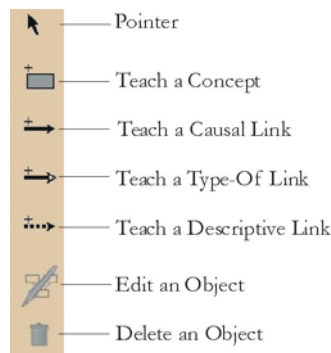 Pointer
Teach a Concept
Teach a Causal Link
Teach a Type-Of Link
Teach a Descriptive Link
Edit an Object
Delete an Object